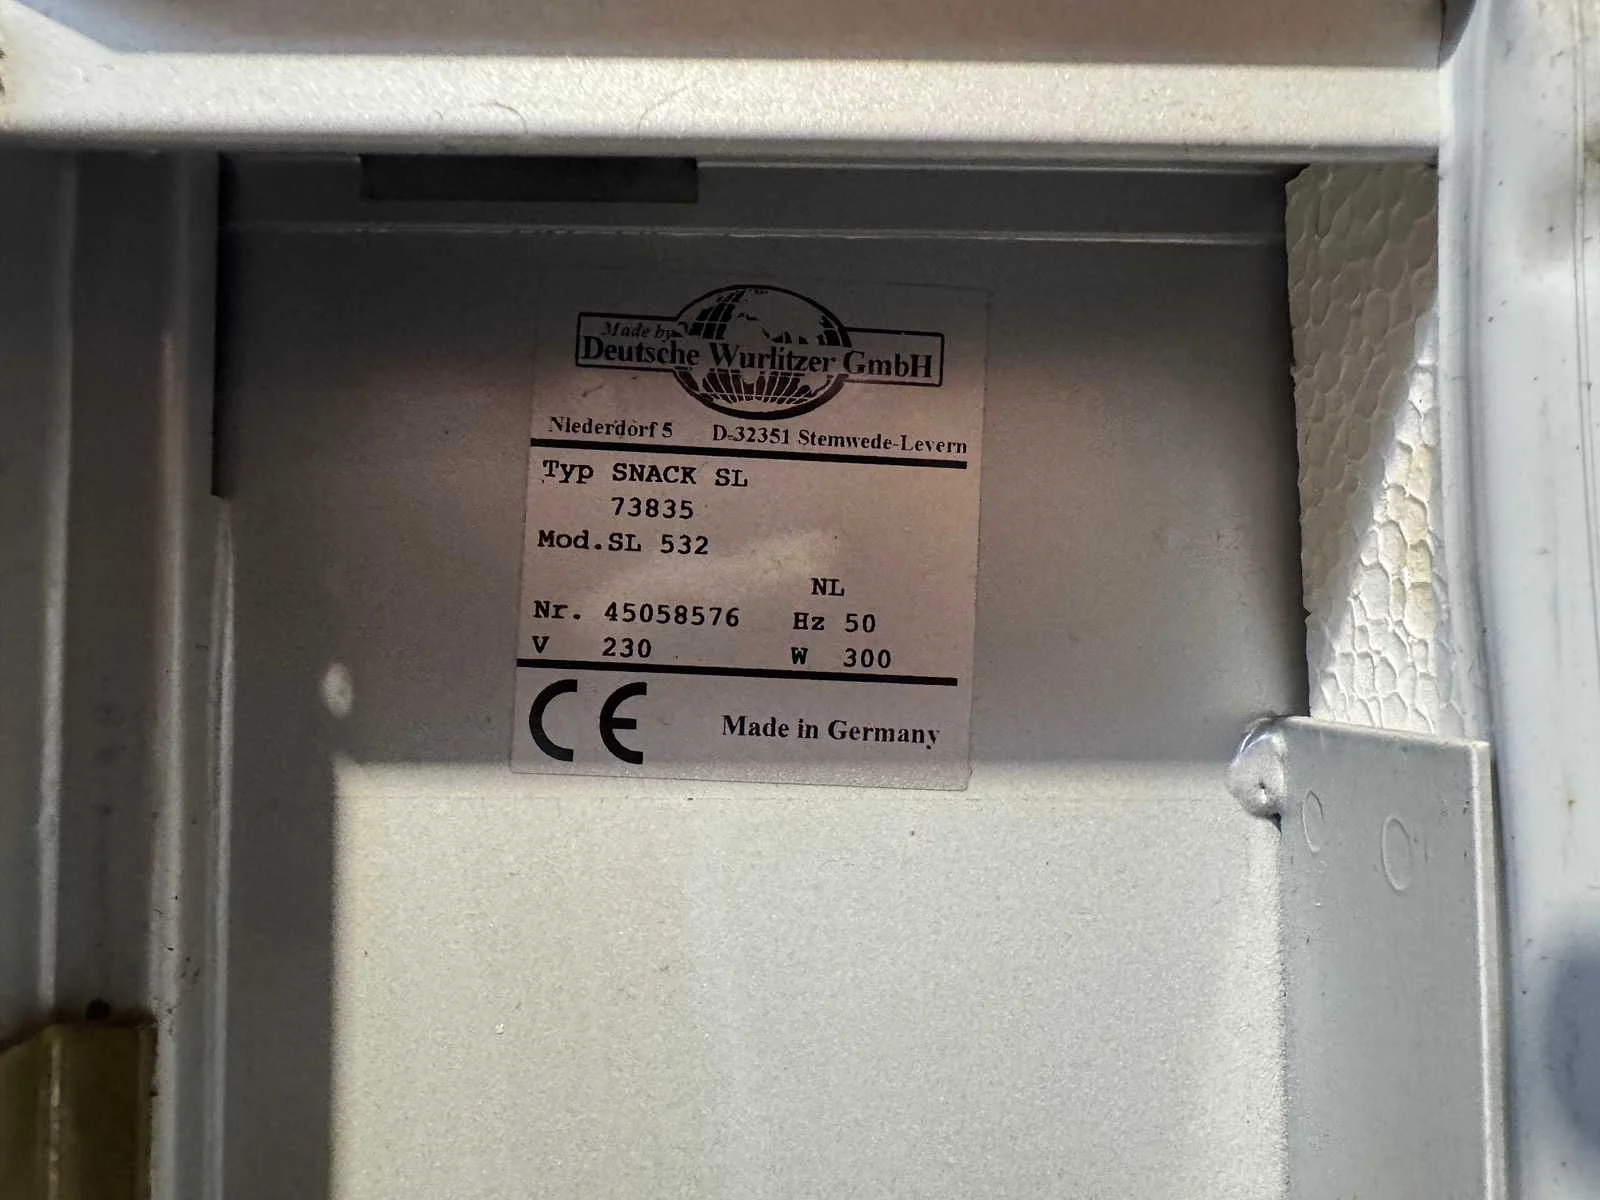 Made by
Deutsche Wurlitzer GmbH
Niederdorf 5 D-32351 Stemwede-Levern
Typ SNACK SL
73835
Mod.SL 532
NL
Nr. 45058576 Hz 50
V 230 W 300
CE Made in Germany